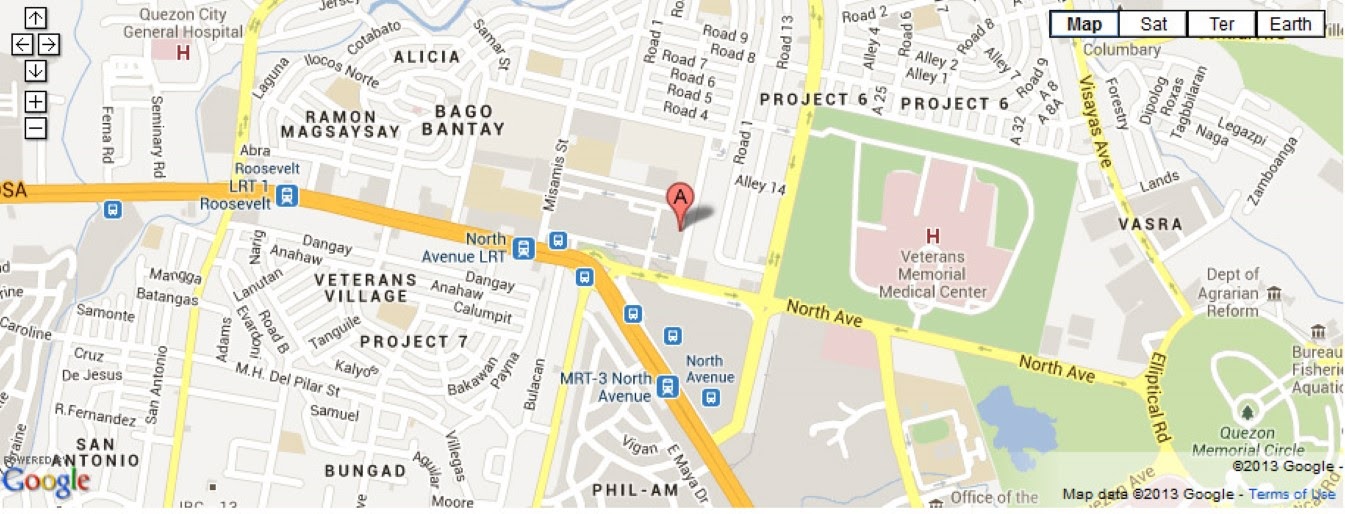 Quezon City
General Hospital
H
Jersey
Cotabato
Samar St
Ilocos Norte
ALICIA
Laguna
RAMON
MAGSAYSAY
BAGO
BANTAY
Ferna Rd
Seminary Rd
Abra
Roosevelt
LRT 1
Roosevelt
OSA
Misamis St
Road 1
Road 9
Road 8
Road 7
Road 6
Road 5
Road 4
Road 13
Road 1
Alley 14
A
Road 2
Alley 4
Road 6
Alley 2
Alley 1
Road 8
Alley 7
Road 9
A 8
A 8A
A 25
A 32
PROJECT 6
PROJECT 6
Map
Sat
Ter
Earth
Columbary
Visayas Ave
Forestry
Dipolog
Roxas
Tagbilaran
Naga
Legazpi
Zamboanga
Lands
VASRA
H
Veterans
Memorial
Medical Center
North
Avenue LRT
Narig
Dangay
Anahaw
Lanutan
VETERANS
VILLAGE
Dangay
Anahaw
Calumpit
Mangga
Batangas
Samonte
Caroline
Cruz
De Jesus
R.Fernandez
San Antonio
Adams
Evardoni
Road B
Tanguile
PROJECT 7
Kalyos
M.H. Del Pilar St
Samuel
Bakawan
Payna
Bulacan
MRT-3 North
Avenue
North
Avenue
North Ave
North Ave
Dept of
Agrarian
Reform
Bureau
Fisheries
Aquatic
Elliptical Rd
Quezon
Memorial Circle
SAN
ANTONIO
BUNGAD
Aguilar
Villegas
Moore
Vigan
E Maya Dr
PHIL-AM
Office of the
POWERED BY
Google
©2013 Google -
Map data ©2013 Google - Terms of Use